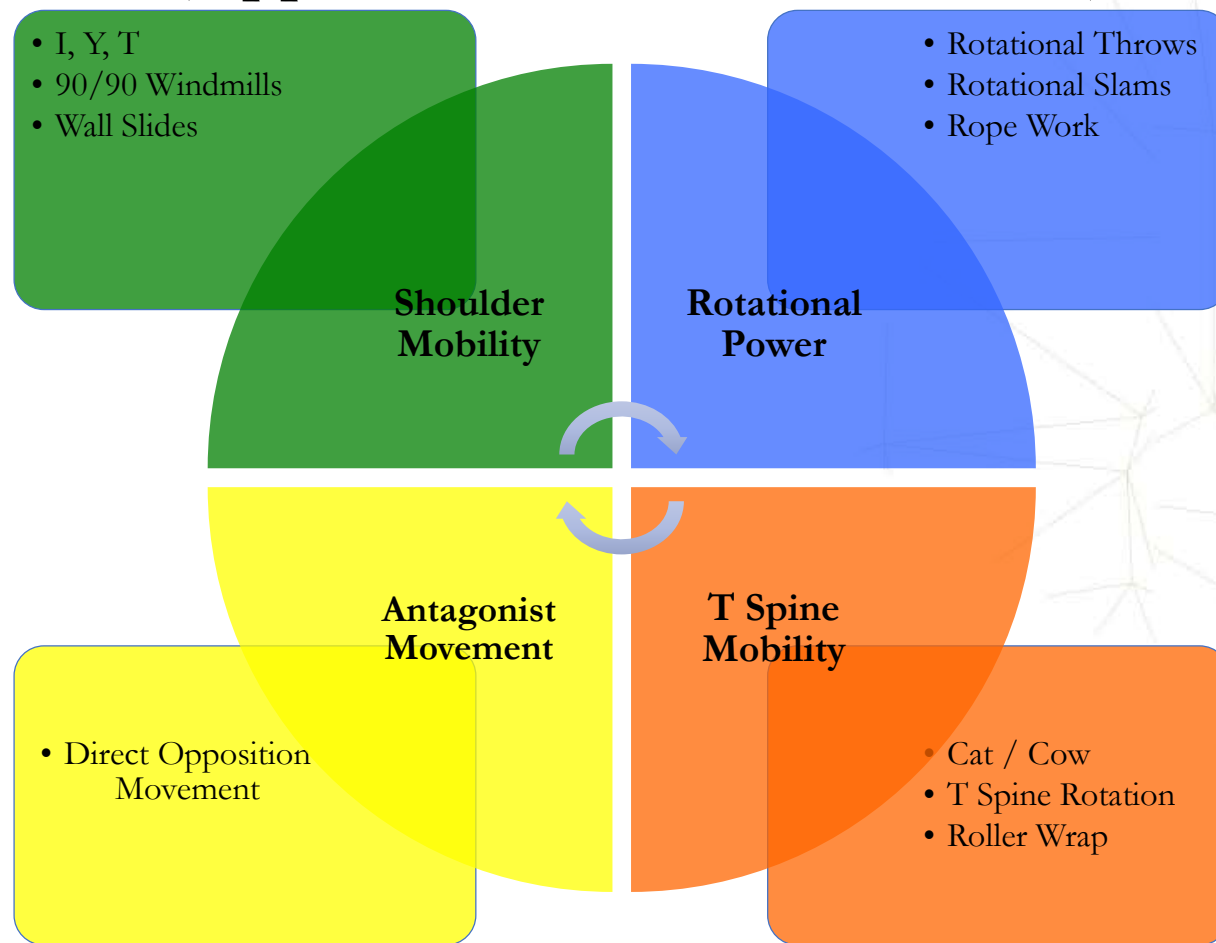 • I, Y, T
• 90/90 Windmills
• Wall Slides
• Rotational Throws
• Rotational Slams
• Rope Work
Shoulder
Mobility
Rotational
Power
Antagonist
Movement
T Spine
Mobility
• Direct Opposition
Movement
• Cat / Cow
• T Spine Rotation
• Roller Wrap